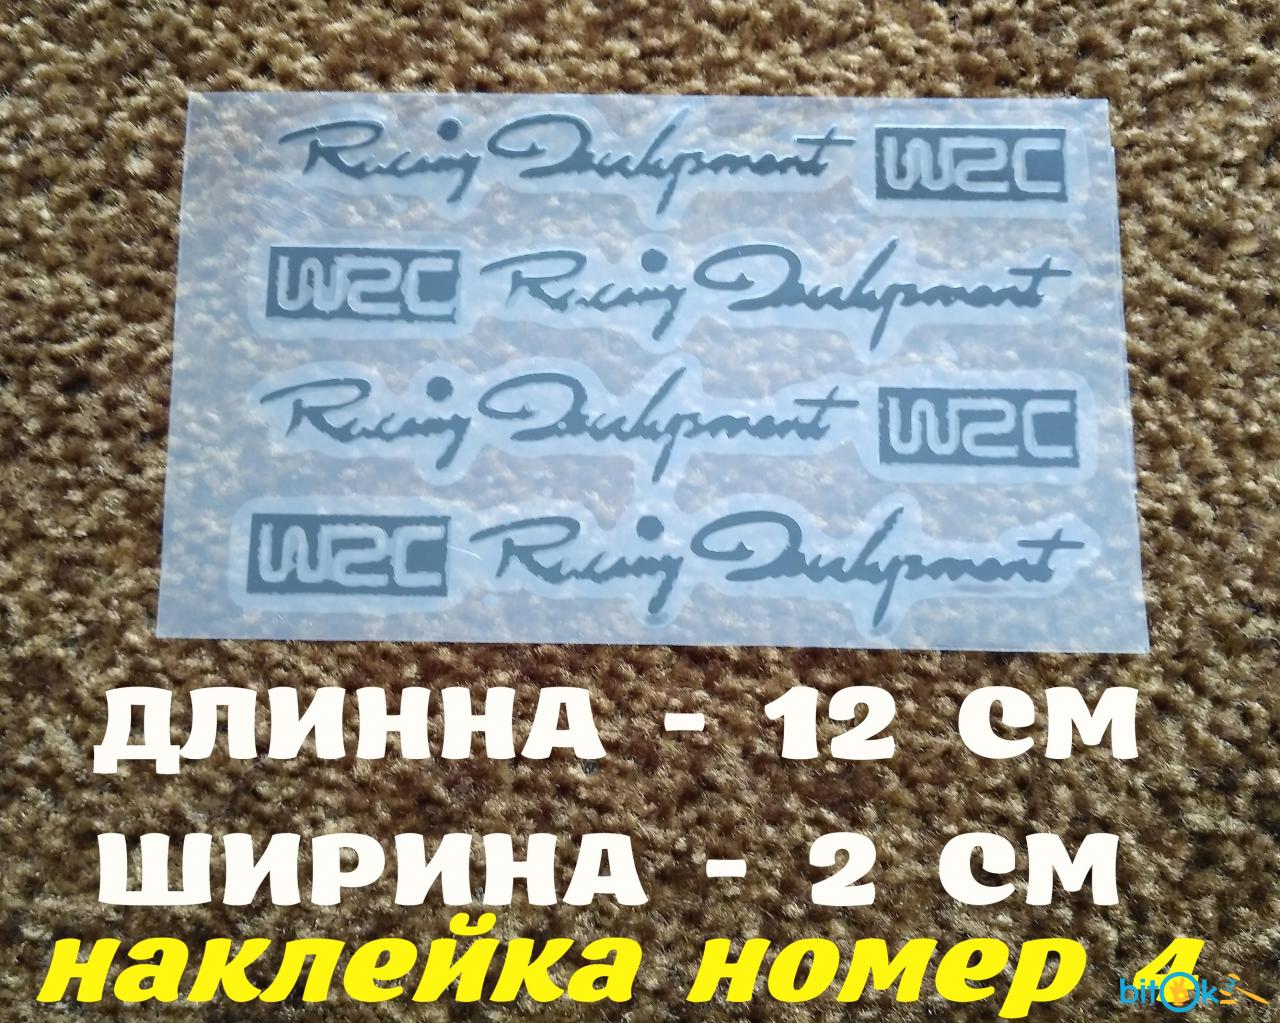 Racing Development WRC
WRC Racing Development
Racing Development WRC
WRC Racing Development
ДЛИННА - 12 СМ
ШИРИНА - 2 СМ
наклейка номер 4
bitOk